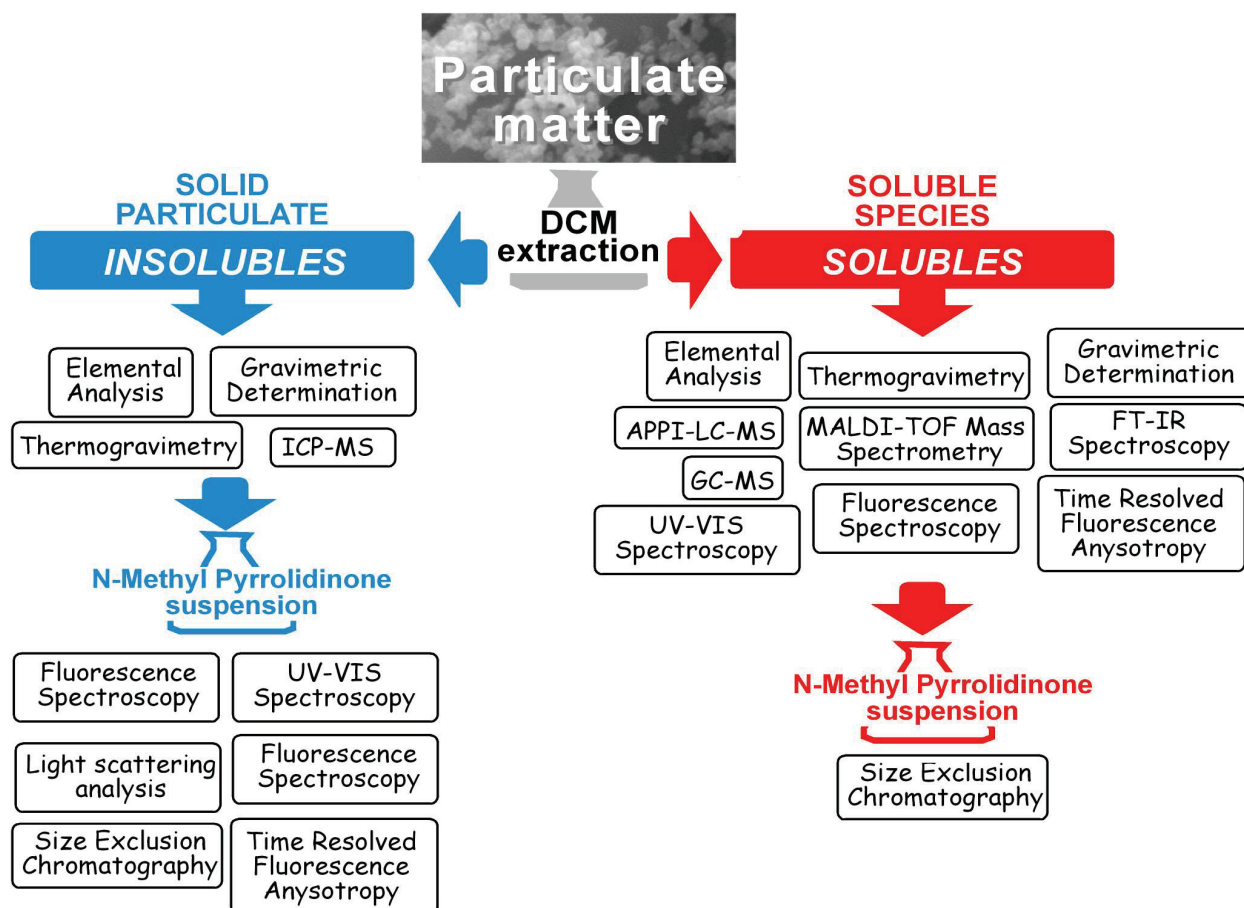 Particulate
matter
DCM
extraction
SOLID
PARTICULATE
INSOLUBLES
Elemental
Analysis
Gravimetric
Determination
Thermogravimetry
ICP-MS
N-Methyl Pyrrolidinone
suspension
Fluorescence
Spectroscopy
UV-VIS
Spectroscopy
Light scattering
analysis
Fluorescence
Spectroscopy
Size Exclusion
Chromatography
Time Resolved
Fluorescence
Anysotropy
SOLUBLE
SPECIES
SOLUBLES
Elemental
Analysis
Thermogravimetry
Gravimetric
Determination
APPI-LC-MS
MALDI-TOF Mass
Spectrometry
FT-IR
Spectroscopy
GC-MS
UV-VIS
Spectroscopy
Fluorescence
Spectroscopy
Time Resolved
Fluorescence
Anysotropy
N-Methyl Pyrrolidinone
suspension
Size Exclusion
Chromatography